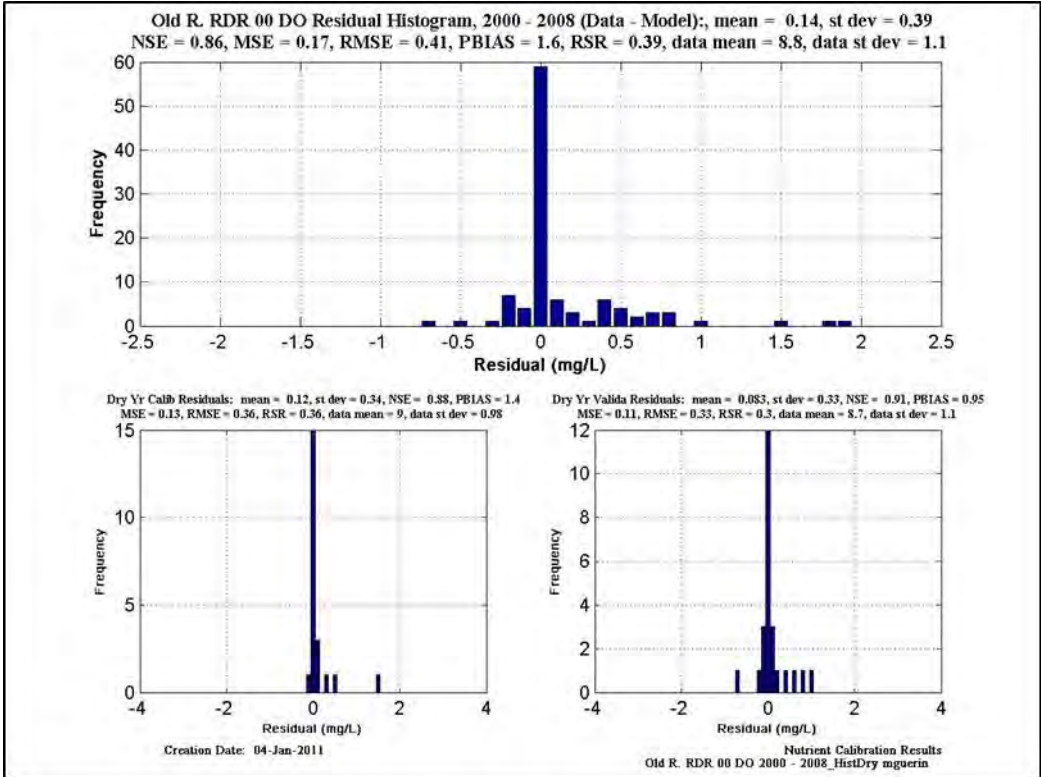 Old R. RDR 00 DO Residual Histogram, 2000 - 2008 (Data - Model):, mean = 0.14, st dev = 0.39
NSE = 0.86, MSE = 0.17, RMSE = 0.41, PBIAS = 1.6, RSR = 0.39, data mean = 8.8, data st dev = 1.1
60
50
40
30
20
10
0
Frequency
-2.5 -2 -1.5 -1 -0.5 0 0.5 1 1.5 2 2.5
Residual (mg/L)
Dry Yr Calib Residuals: mean = 0.12, st dev = 0.34, NSE = 0.88, PBIAS = 1.4
MSE = 0.13, RMSE = 0.36, RSR = 0.36, data mean = 9, data st dev = 0.98
15
10
5
0
Frequency
-4 -2 0 2 4
Residual (mg/L)
Creation Date: 04-Jan-2011
Dry Yr Valida Residuals: mean = 0.083, st dev = 0.33, NSE = 0.91, PBIAS = 0.95
MSE = 0.11, RMSE = 0.33, RSR = 0.3, data mean = 8.7, data st dev = 1.1
12
10
8
6
4
2
0
Frequency
-4 -2 0 2 4
Residual (mg/L)
Nutrient Calibration Results
Old R. RDR 00 DO 2000 - 2008_HistDry mguerin